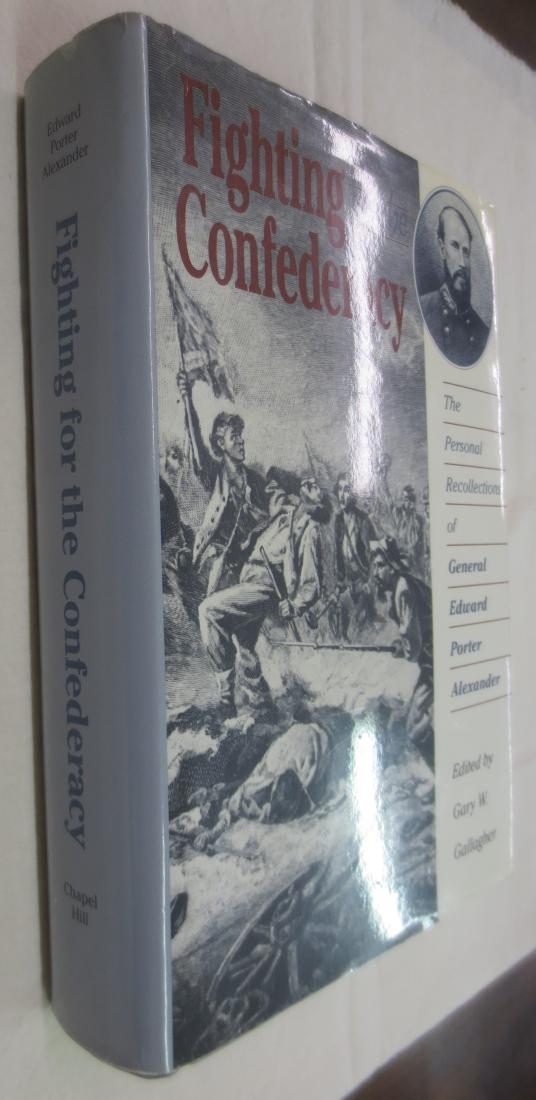 Edward
Porter
Alexander
Fighting for the Confederacy
Chapel
Hill
Fighting
Confederacy
The
Personal
Recollections
of
General
Edward
Porter
Alexander
Edited by
Gary W.
Gallagher